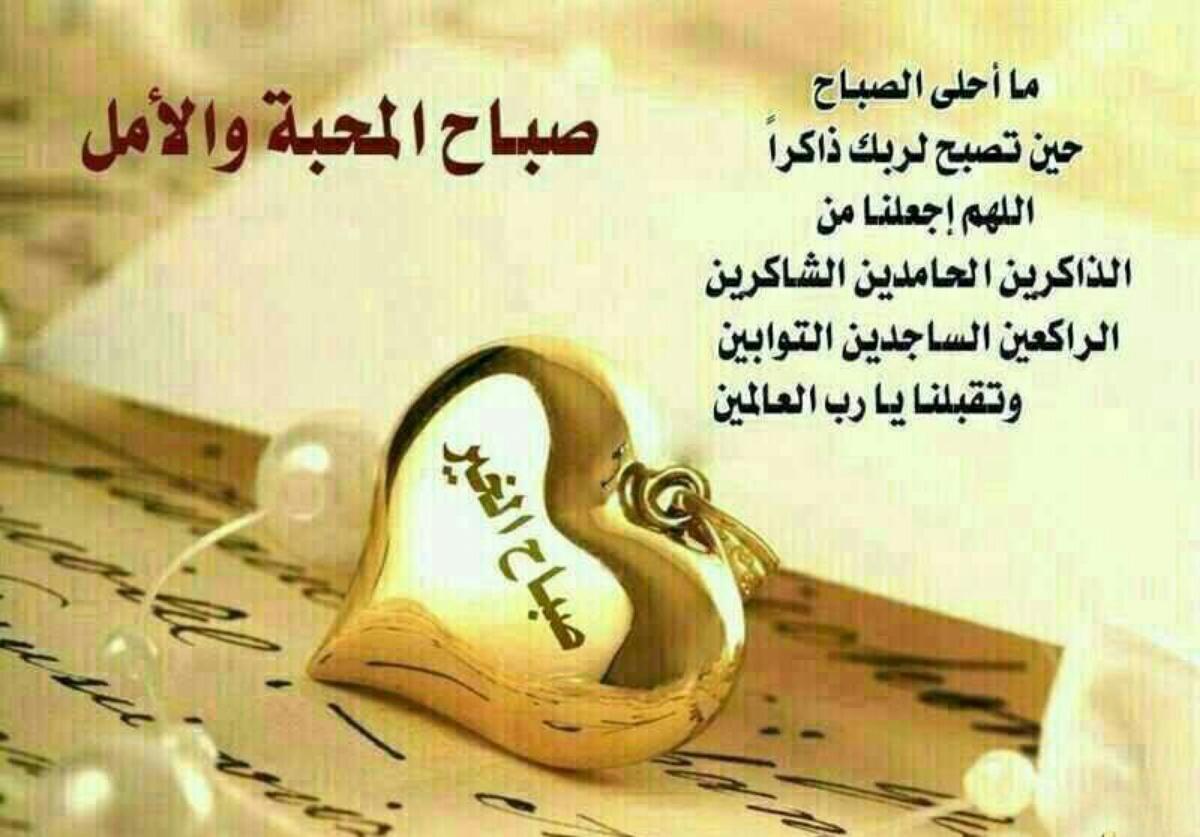 صباح المحبة والأمل
ما أحلى الصباح
حين تصبح لربك ذاكراً
اللهم إجعلنا من
الذاكرين الحامدين الشاكرين
الراكعين الساجدين التوابين
وتقبلنا يا رب العالمين
صباح الخير